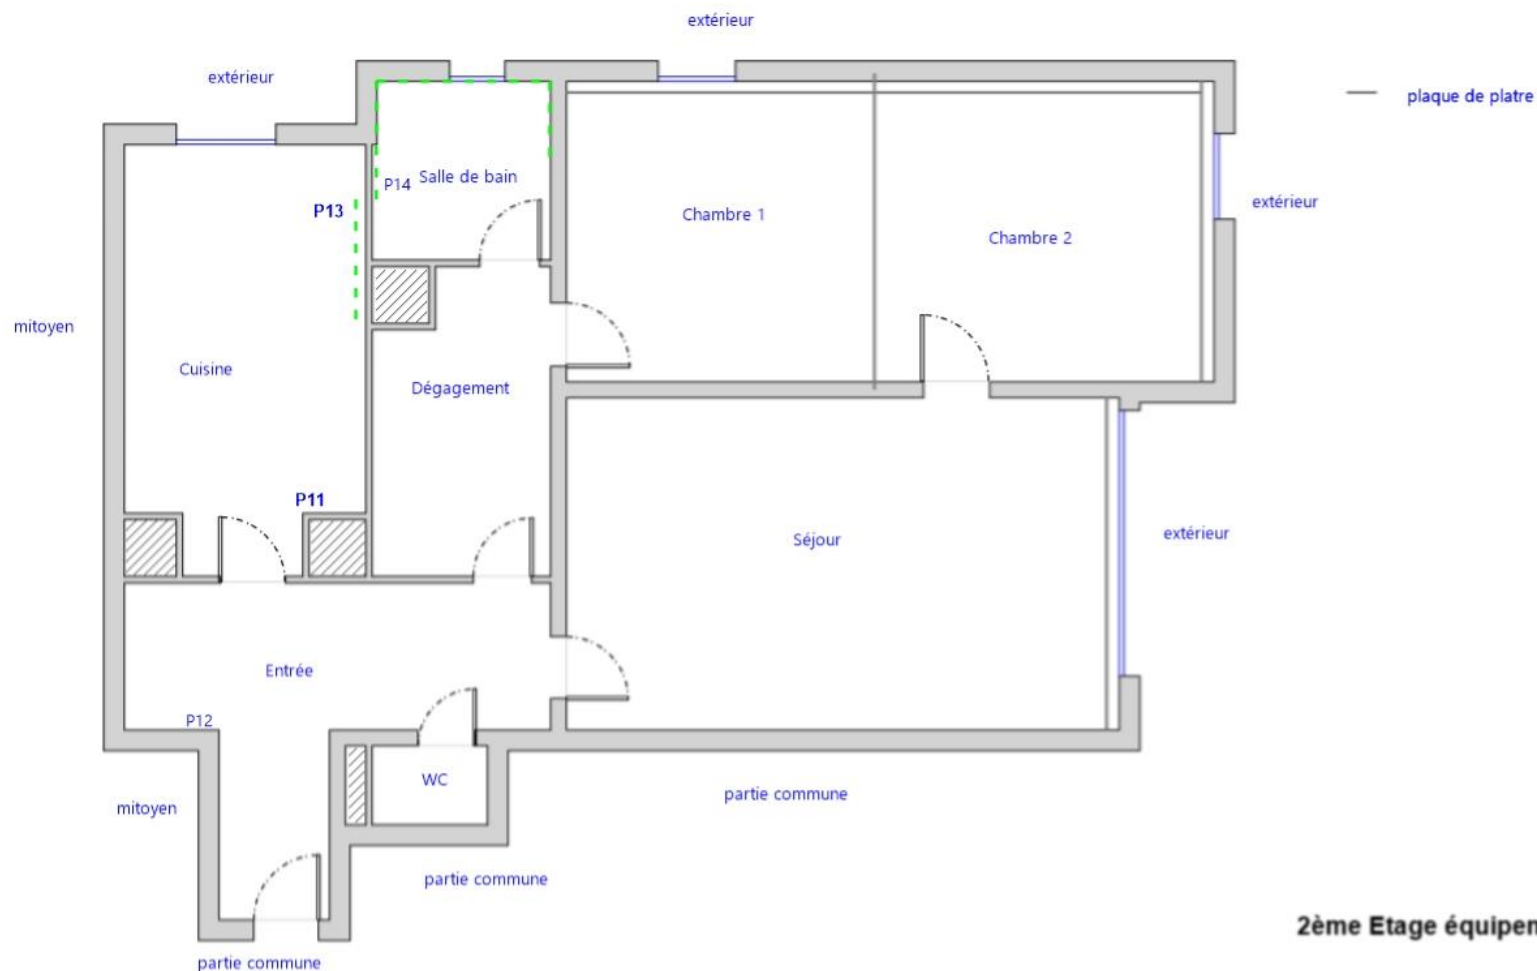 extérieur
extérieur
plaque de platre
P14
Salle de bain
P13
extérieur
Chambre 1
Chambre 2
mitoyen
Cuisine
Dégagement
P11
extérieur
Séjour
Entrée
P12
WC
partie commune
mitoyen
partie commune
2ème Etage
partie commune